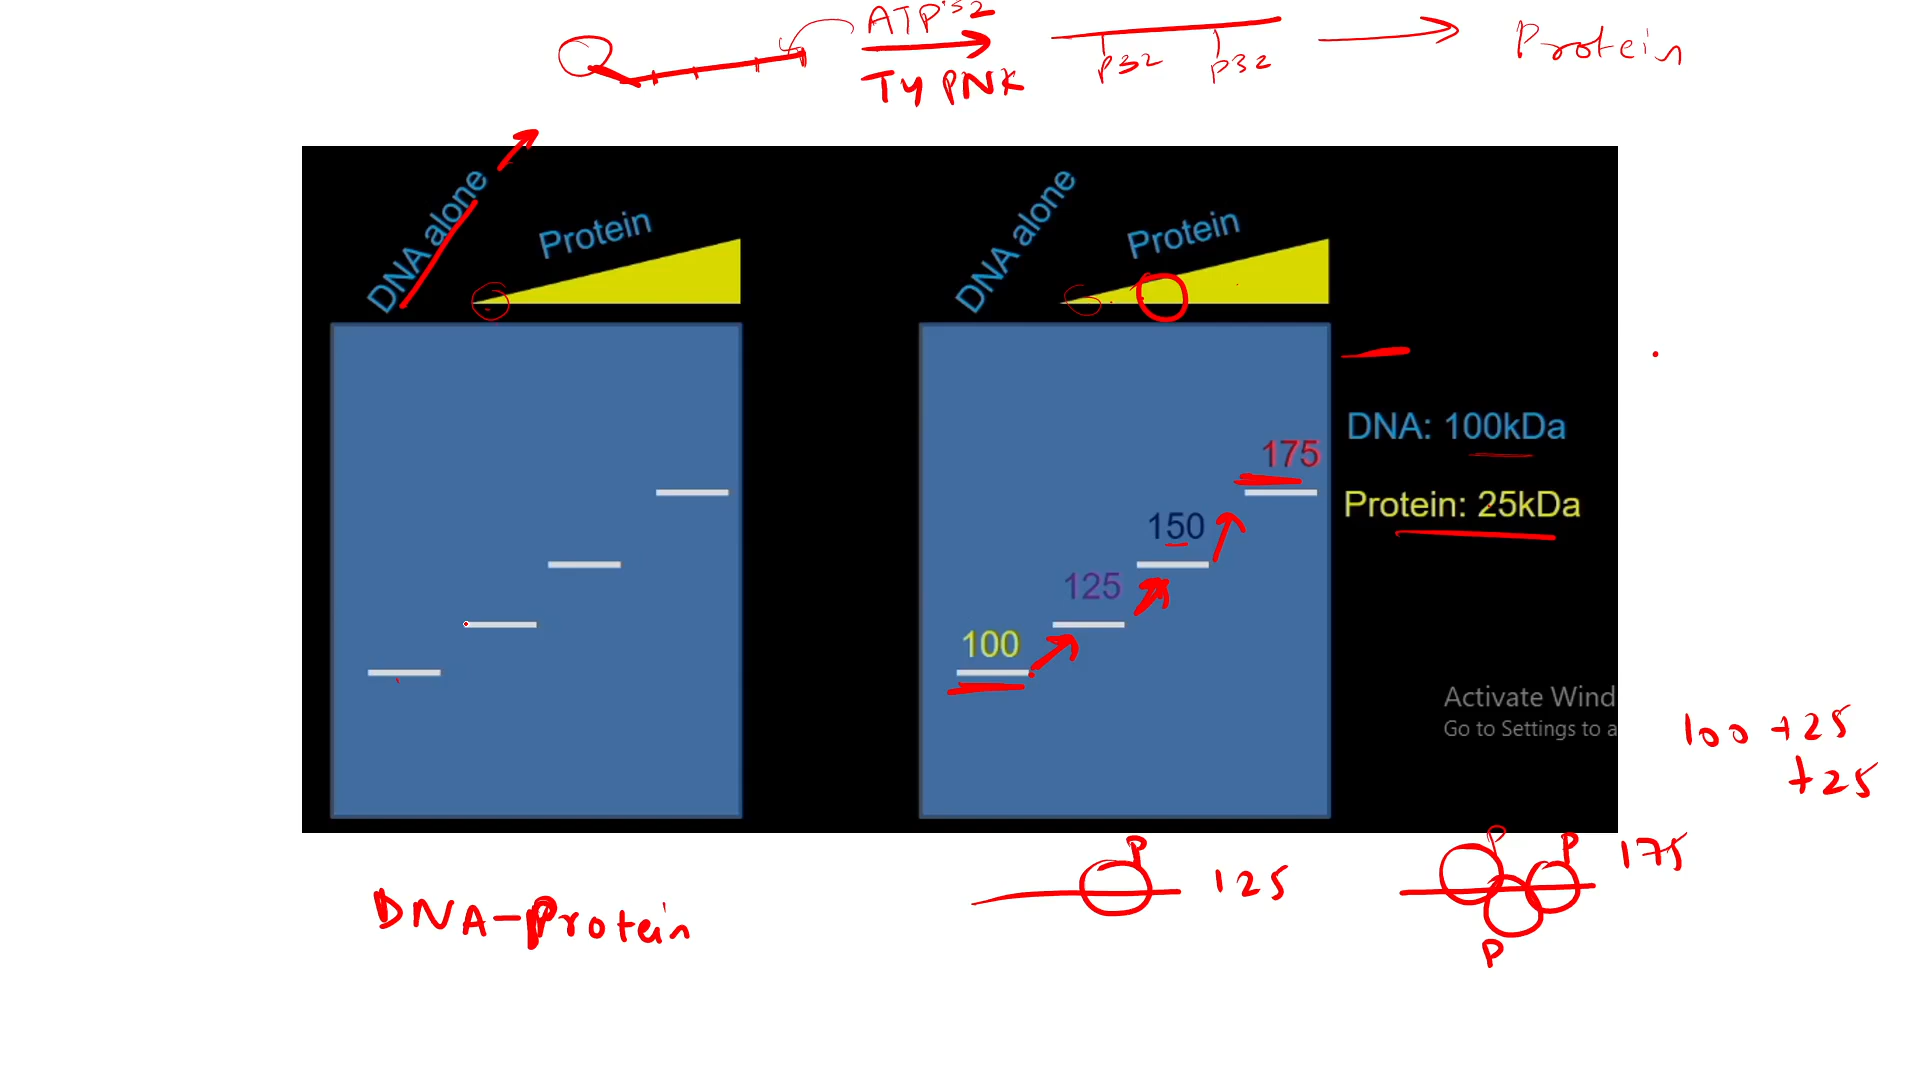 ATP32
T4 PNK
P32 P32
Protein
DNA alone
Protein
DNA alone
Protein
DNA: 100kDa
175
Protein: 25kDa
150
125
100
Activate Wind
Go to Settings to a
100 +25
+25
P
125
P P
175
P
DNA-Protein